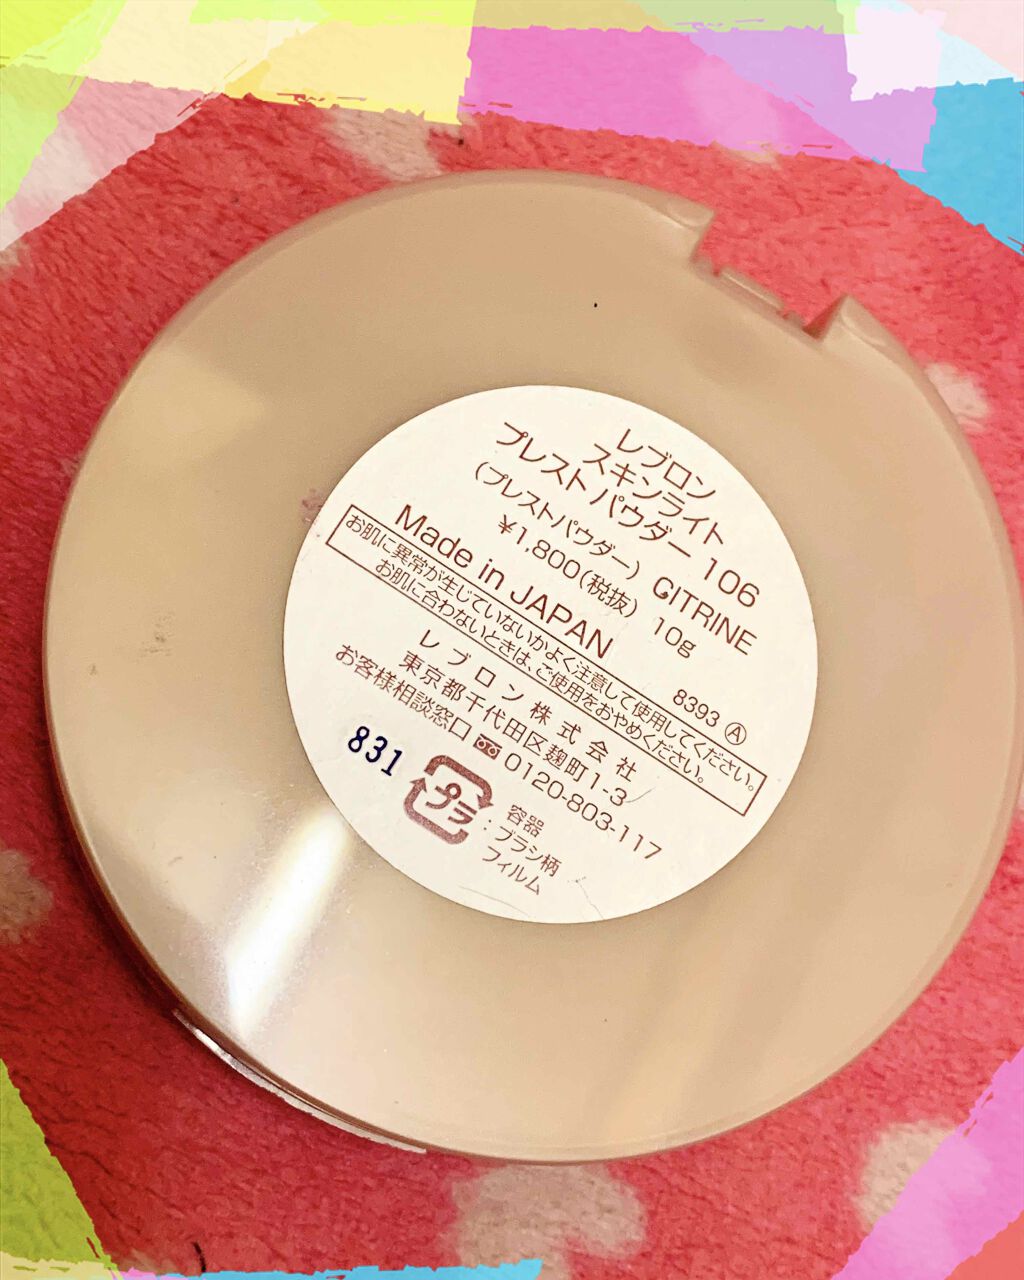 レブロン
スキンライト
プレストパウダー 106
(プレストパウダー) CITRINE
¥1,800(税抜) 10g
Made in JAPAN 8393 Ⓐ
お肌に異常が生じていないかよく注意して使用してください。
お肌に合わないときは、ご使用をおやめください。
レブロン株式会社
東京都千代田区麹町1-3
お客様相談窓口 0120-803-117
831
プラ : 容器
ブラシ柄
フィルム